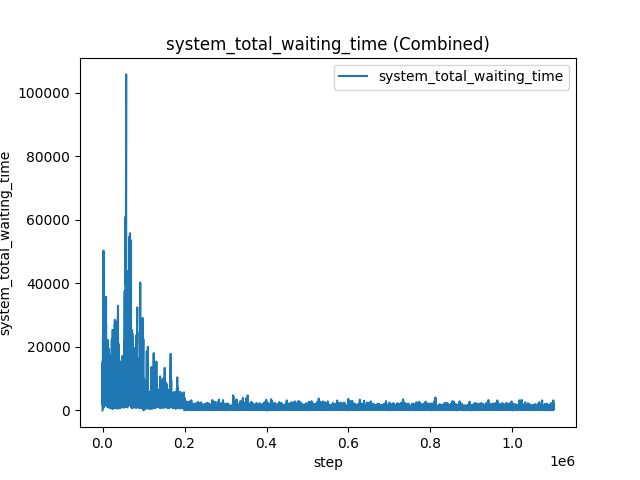 system_total_waiting_time (Combined)
system_total_waiting_time
system_total_waiting_time
100000
80000
60000
40000
20000
0
0.0 0.2 0.4 0.6 0.8 1.0
1e6
step